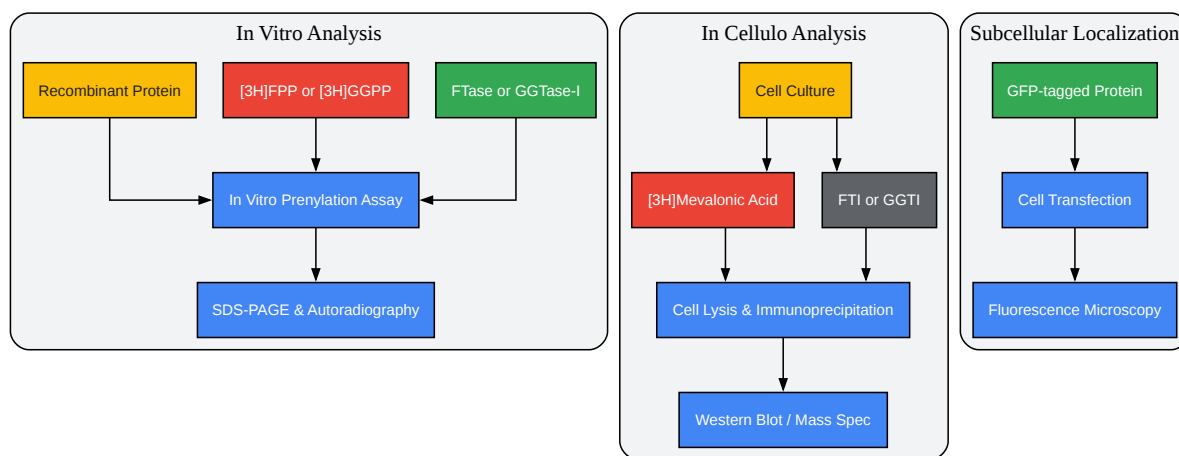 In Vitro Analysis
Recombinant Protein
[3H]FPP or [3H]GGPP
FTase or GGTase-I
In Vitro Prenylation Assay
SDS-PAGE & Autoradiography
In Cellulo Analysis
Cell Culture
[3H]Mevalonic Acid
FTI or GGTI
Cell Lysis & Immunoprecipitation
Western Blot / Mass Spec
Subcellular Localization
GFP-tagged Protein
Cell Transfection
Fluorescence Microscopy